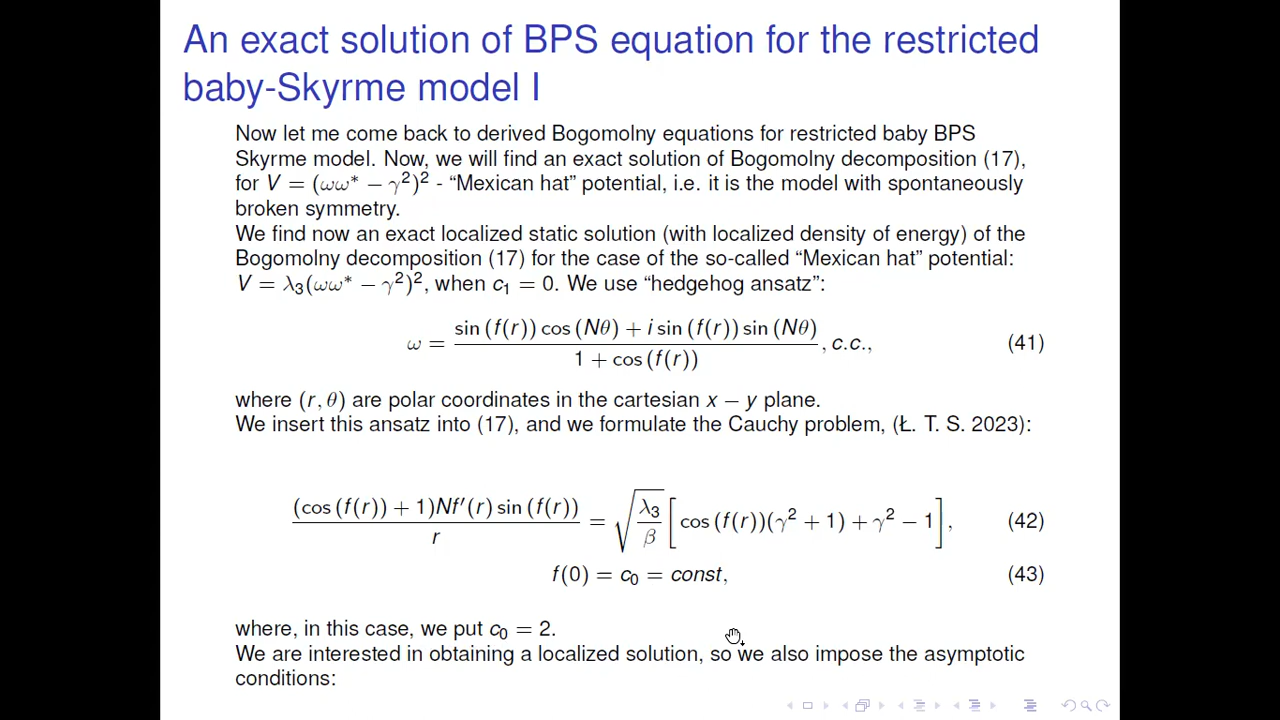 An exact solution of BPS equation for the restricted
baby-Skyrme model I
Now let me come back to derived Bogomolny equations for restricted baby BPS
Skyrme model. Now, we will find an exact solution of Bogomolny decomposition (17),
for V = (ωω* − γ²)² - “Mexican hat” potential, i.e. it is the model with spontaneously
broken symmetry.
We find now an exact localized static solution (with localized density of energy) of the
Bogomolny decomposition (17) for the case of the so-called “Mexican hat” potential:
V = λ₃(ωω* − γ²)², when c₁ = 0. We use “hedgehog ansatz”:
ω = \frac{sin (f(r)) cos (Nθ) + i sin (f(r)) sin (Nθ)}{1 + cos (f(r))}, c.c., (41)
where (r, θ) are polar coordinates in the cartesian x − y plane.
We insert this ansatz into (17), and we formulate the Cauchy problem, (Ł. T. S. 2023):
\frac{(cos (f(r)) + 1)Nf′(r) sin (f(r))}{r} = \sqrt{\frac{λ₃}{β}} [cos (f(r))(γ² + 1) + γ² − 1], (42)
f(0) = c₀ = const, (43)
where, in this case, we put c₀ = 2.
We are interested in obtaining a localized solution, so we also impose the asymptotic
conditions: